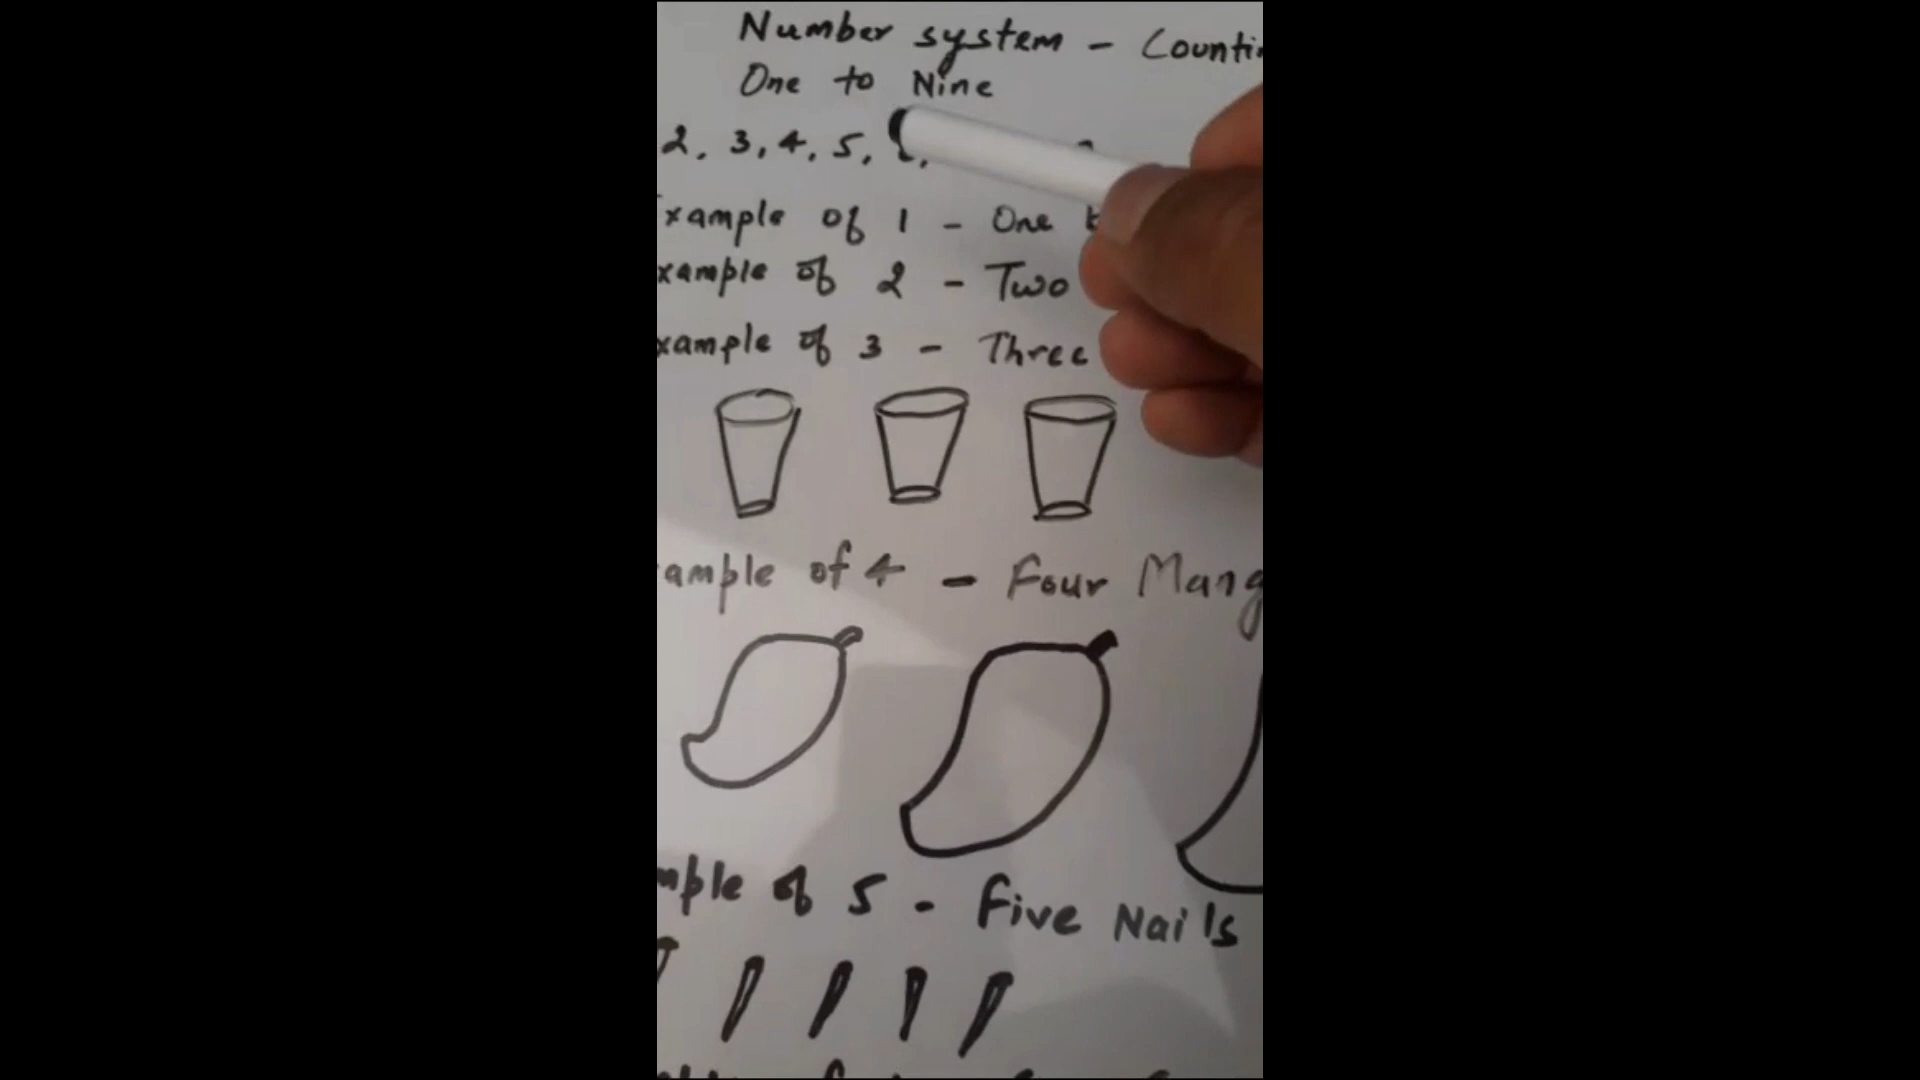 Number system - Counti
One to Nine
2, 3, 4, 5,
xample of 1 - One
xample of 2 - Two
xample of 3 - Three
ample of 4 - Four Mang
mple of 5 - Five Nails